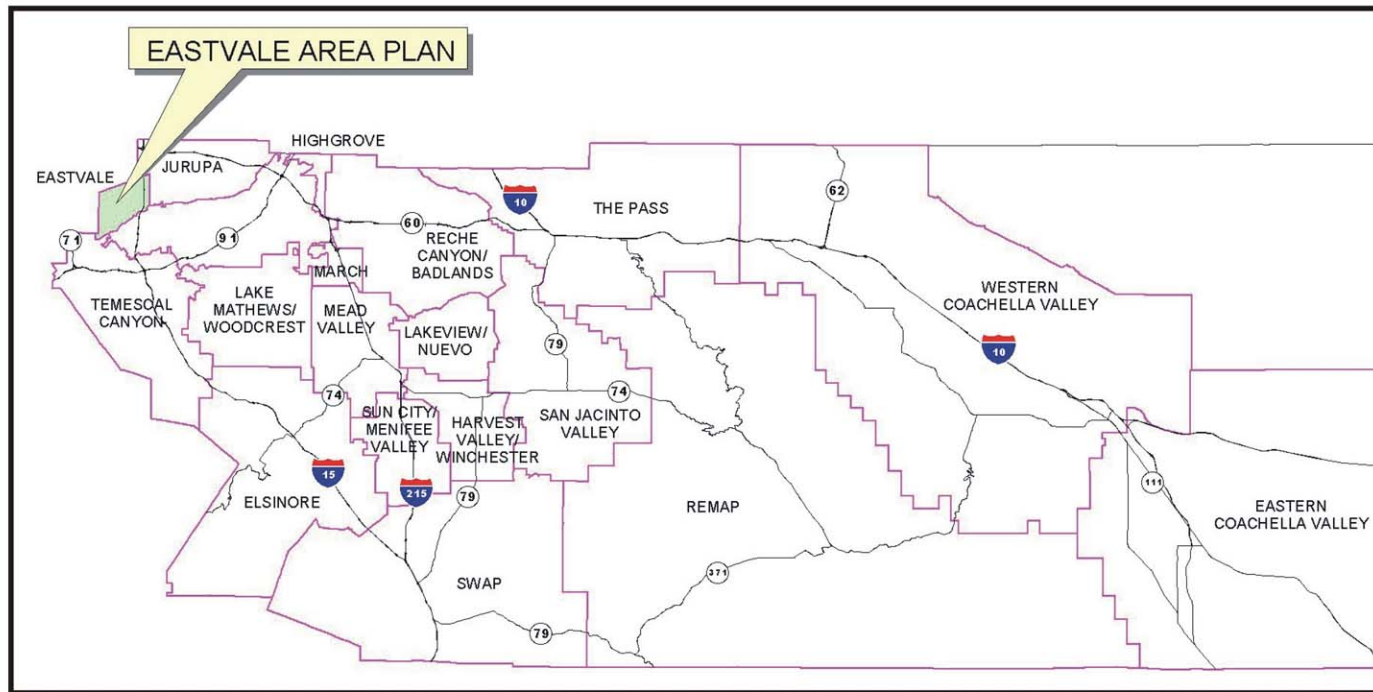 EASTVALE AREA PLAN
HIGHGROVE
JURUPA
EASTVALE
10
62
THE PASS
71
91
60
RECHE
CANYON/
BADLANDS
MARCH
WESTERN
COACHELLA VALLEY
TEMESCAL
CANYON
LAKE
MATHEWS/
WOODCREST
MEAD
VALLEY
LAKEVIEW/
NUEVO
79
10
74
74
SUN CITY/
MENIFEE
VALLEY
HARVEST
VALLEY/
WINCHESTER
SAN JACINTO
VALLEY
15
215
79
111
ELSINORE
REMAP
EASTERN
COACHELLA VALLEY
371
SWAP
79